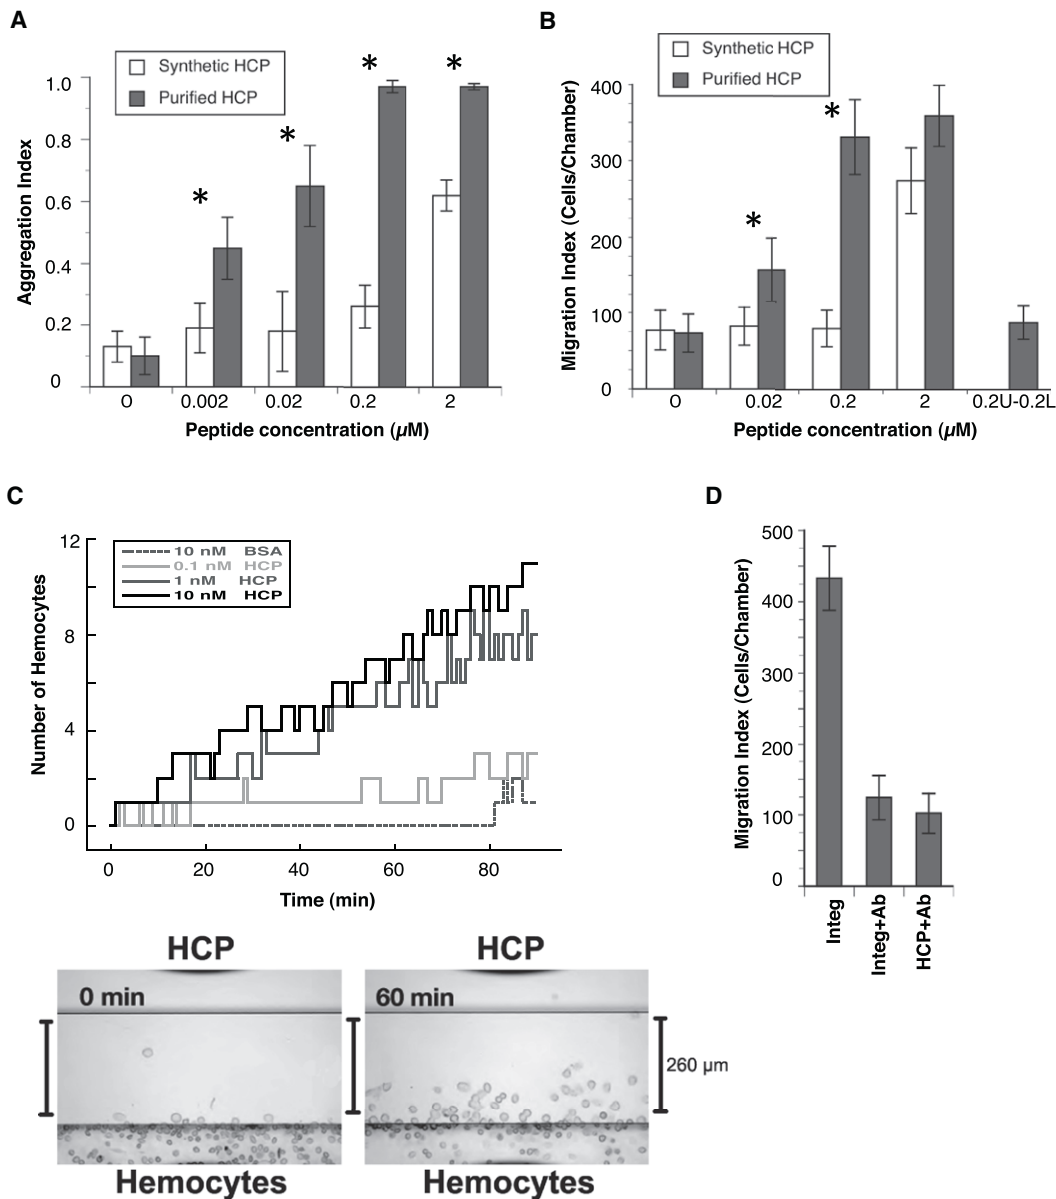 A
Synthetic HCP
Purified HCP
Aggregation Index
1.0
0.8
0.6
0.4
0.2
0
*
*
*
*
0 0.002 0.02 0.2 2
Peptide concentration (µM)
B
Synthetic HCP
Purified HCP
Migration Index (Cells/Chamber)
400
300
200
100
0
*
*
0 0.02 0.2 2 0.2U-0.2L
Peptide concentration (µM)
C
10 nM BSA
0.1 nM HCP
1 nM HCP
10 nM HCP
Number of Hemocytes
12
8
4
0
0 20 40 60 80
Time (min)
HCP
0 min
Hemocytes
HCP
60 min
260 µm
Hemocytes
D
Migration Index (Cells/Chamber)
500
400
300
200
100
0
Integ
Integ+Ab
HCP+Ab